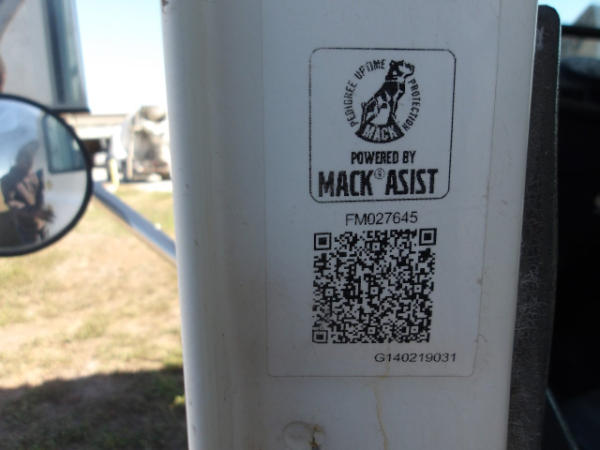 PEDIGREE UPTIME PROTECTION
MACK
POWERED BY
MACK® ASIST
FM027645
G140219031